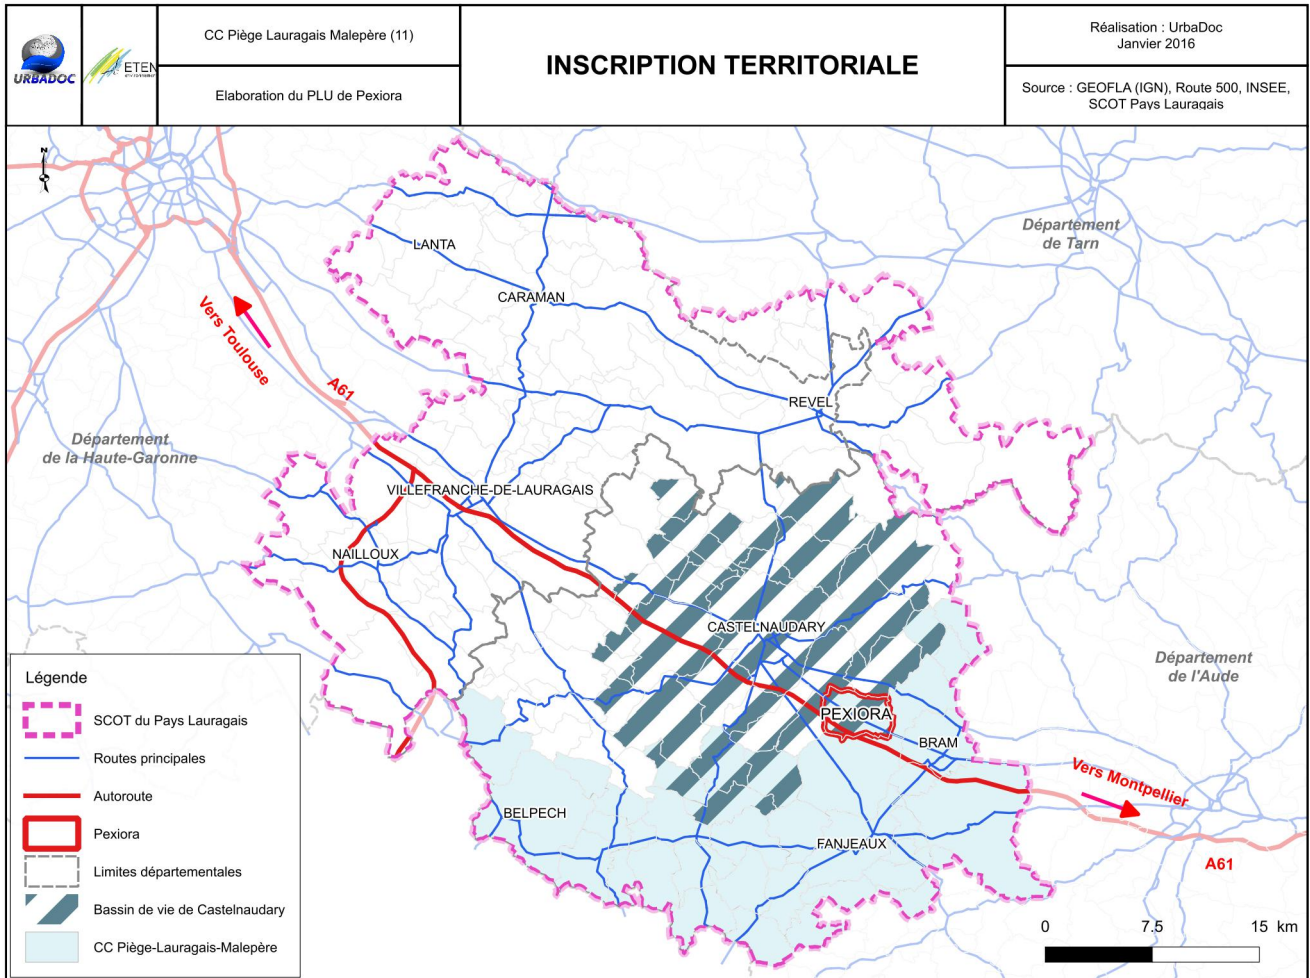 URBADOC
ETEN
CC Piège Lauragais Malepère (11)
Elaboration du PLU de Pexiora
INSCRIPTION TERRITORIALE
Réalisation : UrbaDoc
Janvier 2016
Source : GEOFLA (IGN), Route 500, INSEE,
SCOT Pays Lauragais
N
Département
de Tarn
LANTA
CARAMAN
Vers Toulouse
A61
REVEL
Département
de la Haute-Garonne
VILLEFRANCHE-DE-LAURAGAIS
NAILLOUX
CASTELNAUDARY
Département
de l'Aude
PEXIORA
BRAM
Vers Montpellier
BELPECH
FANJEAUX
A61
Légende
SCOT du Pays Lauragais
Routes principales
Autoroute
Pexiora
Limites départementales
Bassin de vie de Castelnaudary
CC Piège-Lauragais-Malepère
0 7.5 15 km